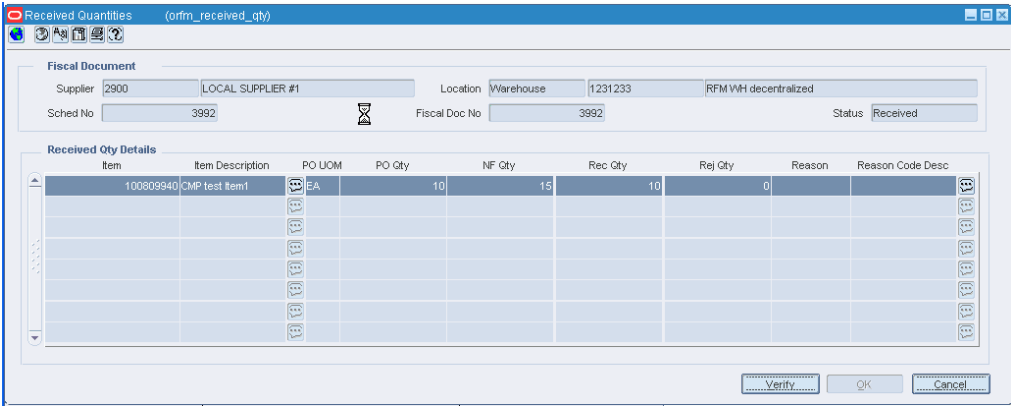 Received Quantities (orfm_received_qty)
Fiscal Document
Supplier 2900 LOCAL SUPPLIER #1 Location Warehouse 1231233 RFM WH decentralized
Sched No 3992 Fiscal Doc No 3992 Status Received
Received Qty Details
Item Item Description PO UOM PO Qty NF Qty Rec Qty Rej Qty Reason Reason Code Desc
100809940 CMP test Item1 EA 10 15 10 0
Verify OK Cancel